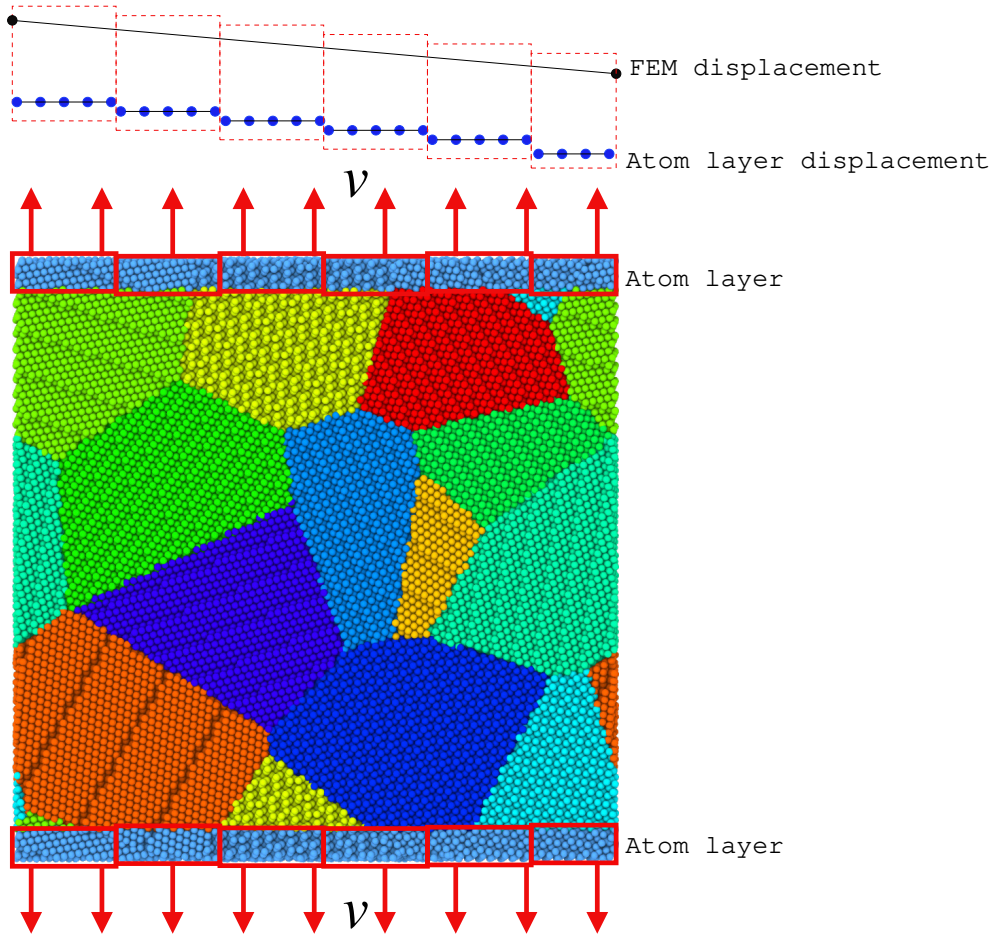 FEM displacement
Atom layer displacement
v
Atom layer
Atom layer
v